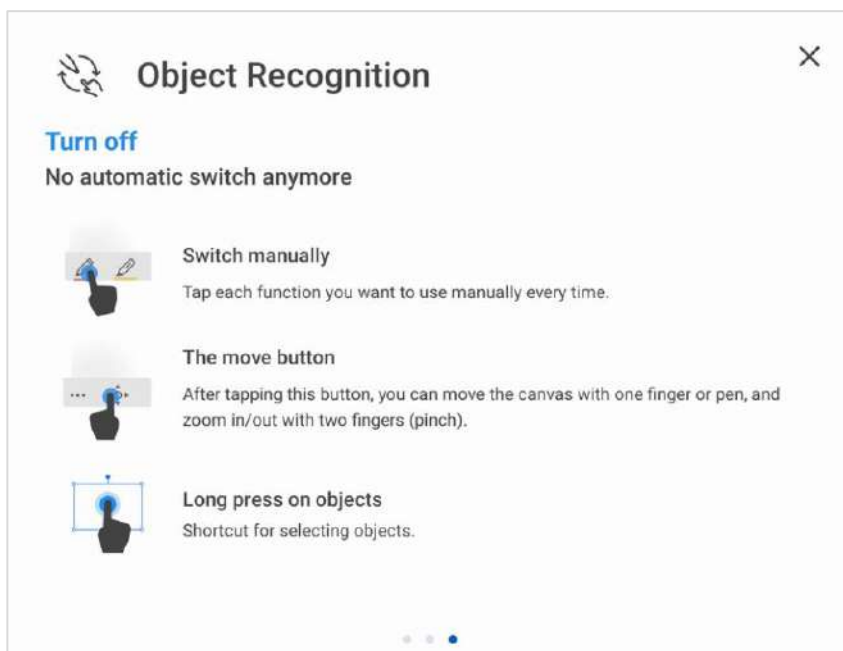 Object Recognition
Turn off
No automatic switch anymore
Switch manually
Tap each function you want to use manually every time.
The move button
After tapping this button, you can move the canvas with one finger or pen, and
zoom in/out with two fingers (pinch).
Long press on objects
Shortcut for selecting objects.